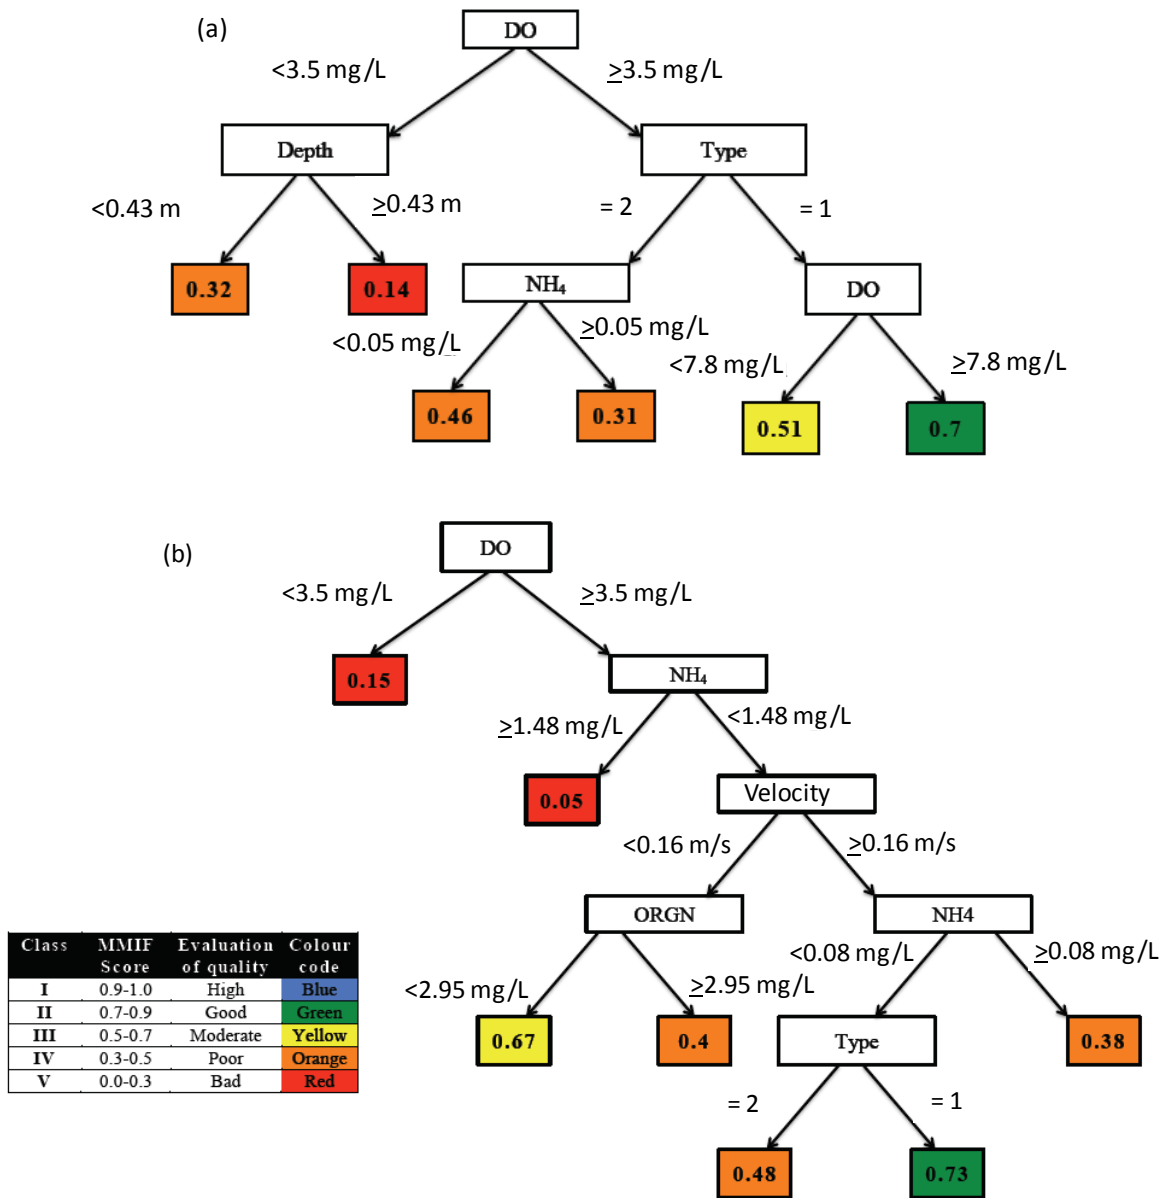 (a)
DO
<3.5 mg/L
≥3.5 mg/L
Depth
Type
<0.43 m
≥0.43 m
= 2
= 1
0.32
0.14
NH₄
DO
<0.05 mg/L
≥0.05 mg/L
<7.8 mg/L
≥7.8 mg/L
0.46
0.31
0.51
0.7
(b)
DO
<3.5 mg/L
≥3.5 mg/L
0.15
NH₄
≥1.48 mg/L
<1.48 mg/L
0.05
Velocity
<0.16 m/s
≥0.16 m/s
ORGN
NH4
<2.95 mg/L
≥2.95 mg/L
<0.08 mg/L
≥0.08 mg/L
0.67
0.4
Type
0.38
= 2
= 1
0.48
0.73
Class MMIF Score Evaluation of quality Colour code
I 0.9-1.0 High Blue
II 0.7-0.9 Good Green
III 0.5-0.7 Moderate Yellow
IV 0.3-0.5 Poor Orange
V 0.0-0.3 Bad Red